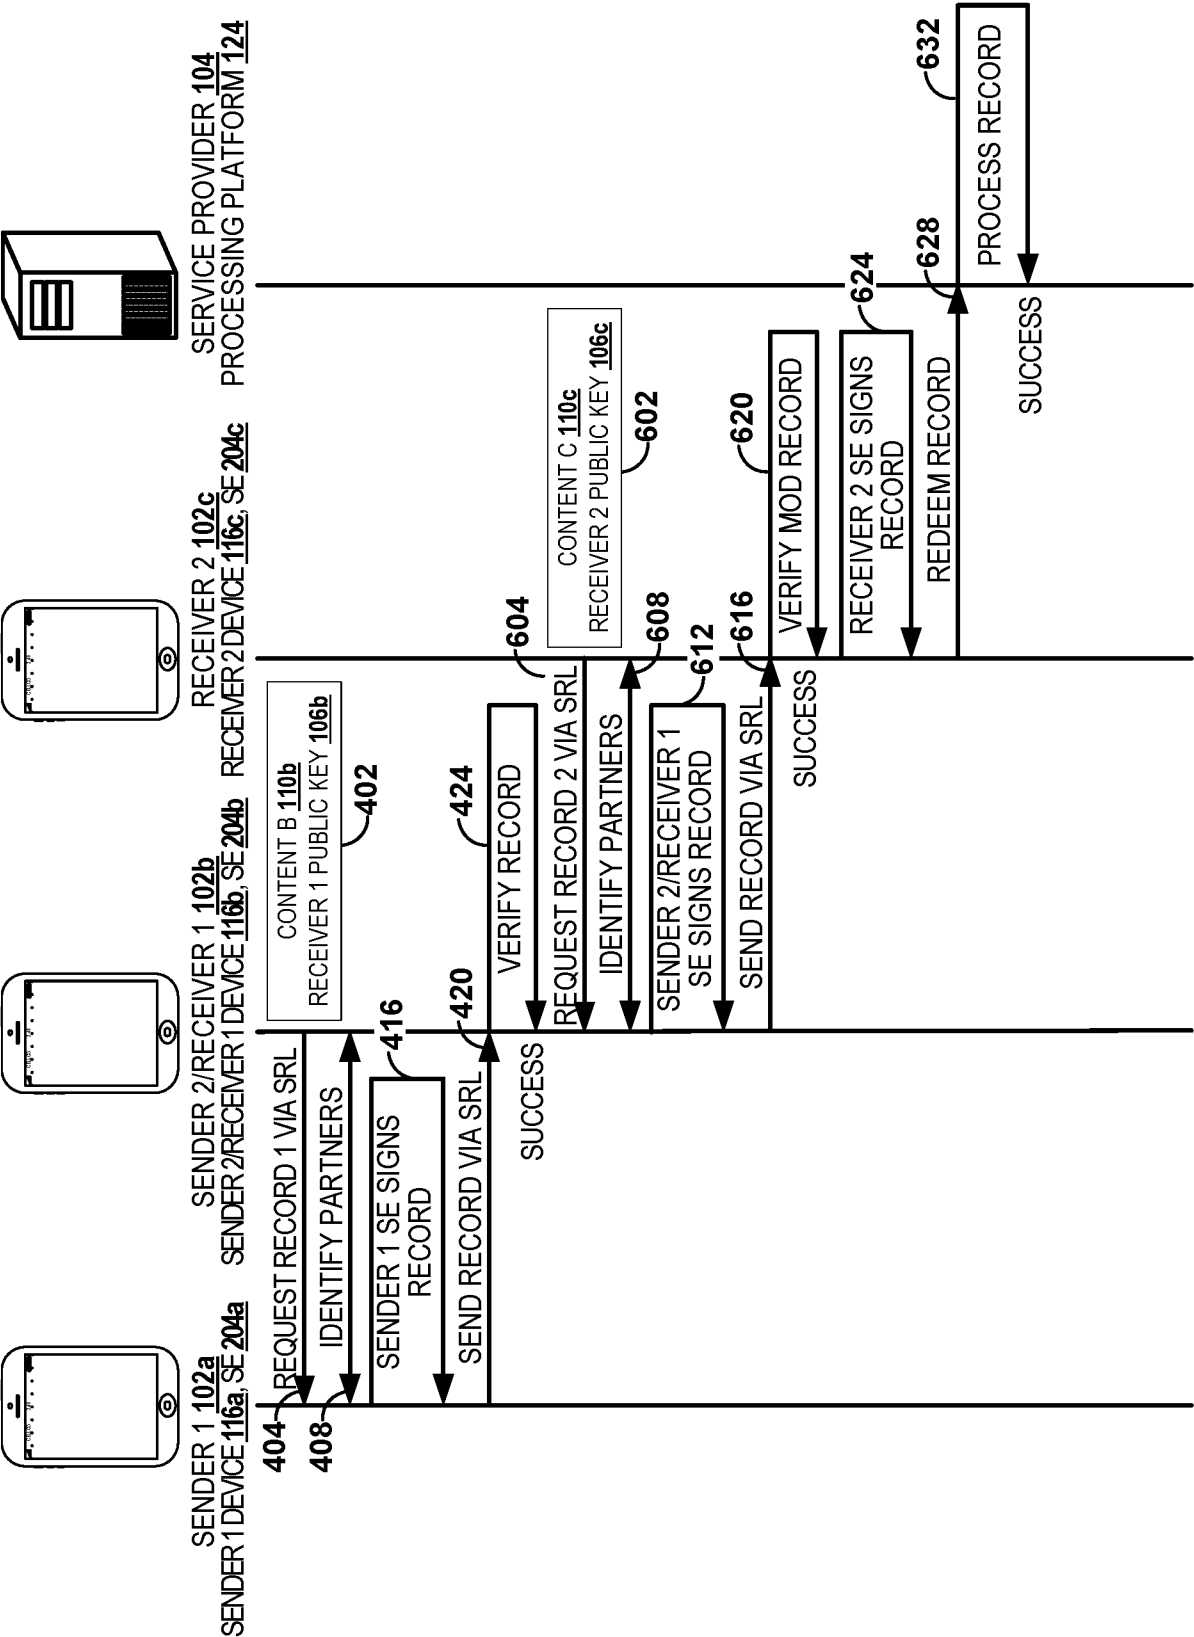 SENDER 1 102a
SENDER 1 DEVICE 116a, SE 204a
SENDER 2/RECEIVER 1 102b
SENDER 2/RECEIVER 1 DEVICE 116b, SE 204b
RECEIVER 2 102c
RECEIVER 2 DEVICE 116c, SE 204c
SERVICE PROVIDER 104
PROCESSING PLATFORM 124
CONTENT B 110b
RECEIVER 1 PUBLIC KEY 106b
402
REQUEST RECORD 1 VIA SRL
404
IDENTIFY PARTNERS
408
SENDER 1 SE SIGNS
RECORD
416
SEND RECORD VIA SRL
420
VERIFY RECORD
424
SUCCESS
CONTENT C 110c
RECEIVER 2 PUBLIC KEY 106c
602
REQUEST RECORD 2 VIA SRL
604
IDENTIFY PARTNERS
608
SENDER 2/RECEIVER 1
SE SIGNS RECORD
612
SEND RECORD VIA SRL
616
VERIFY MOD RECORD
620
SUCCESS
RECEIVER 2 SE SIGNS
RECORD
624
REDEEM RECORD
628
PROCESS RECORD
632
SUCCESS